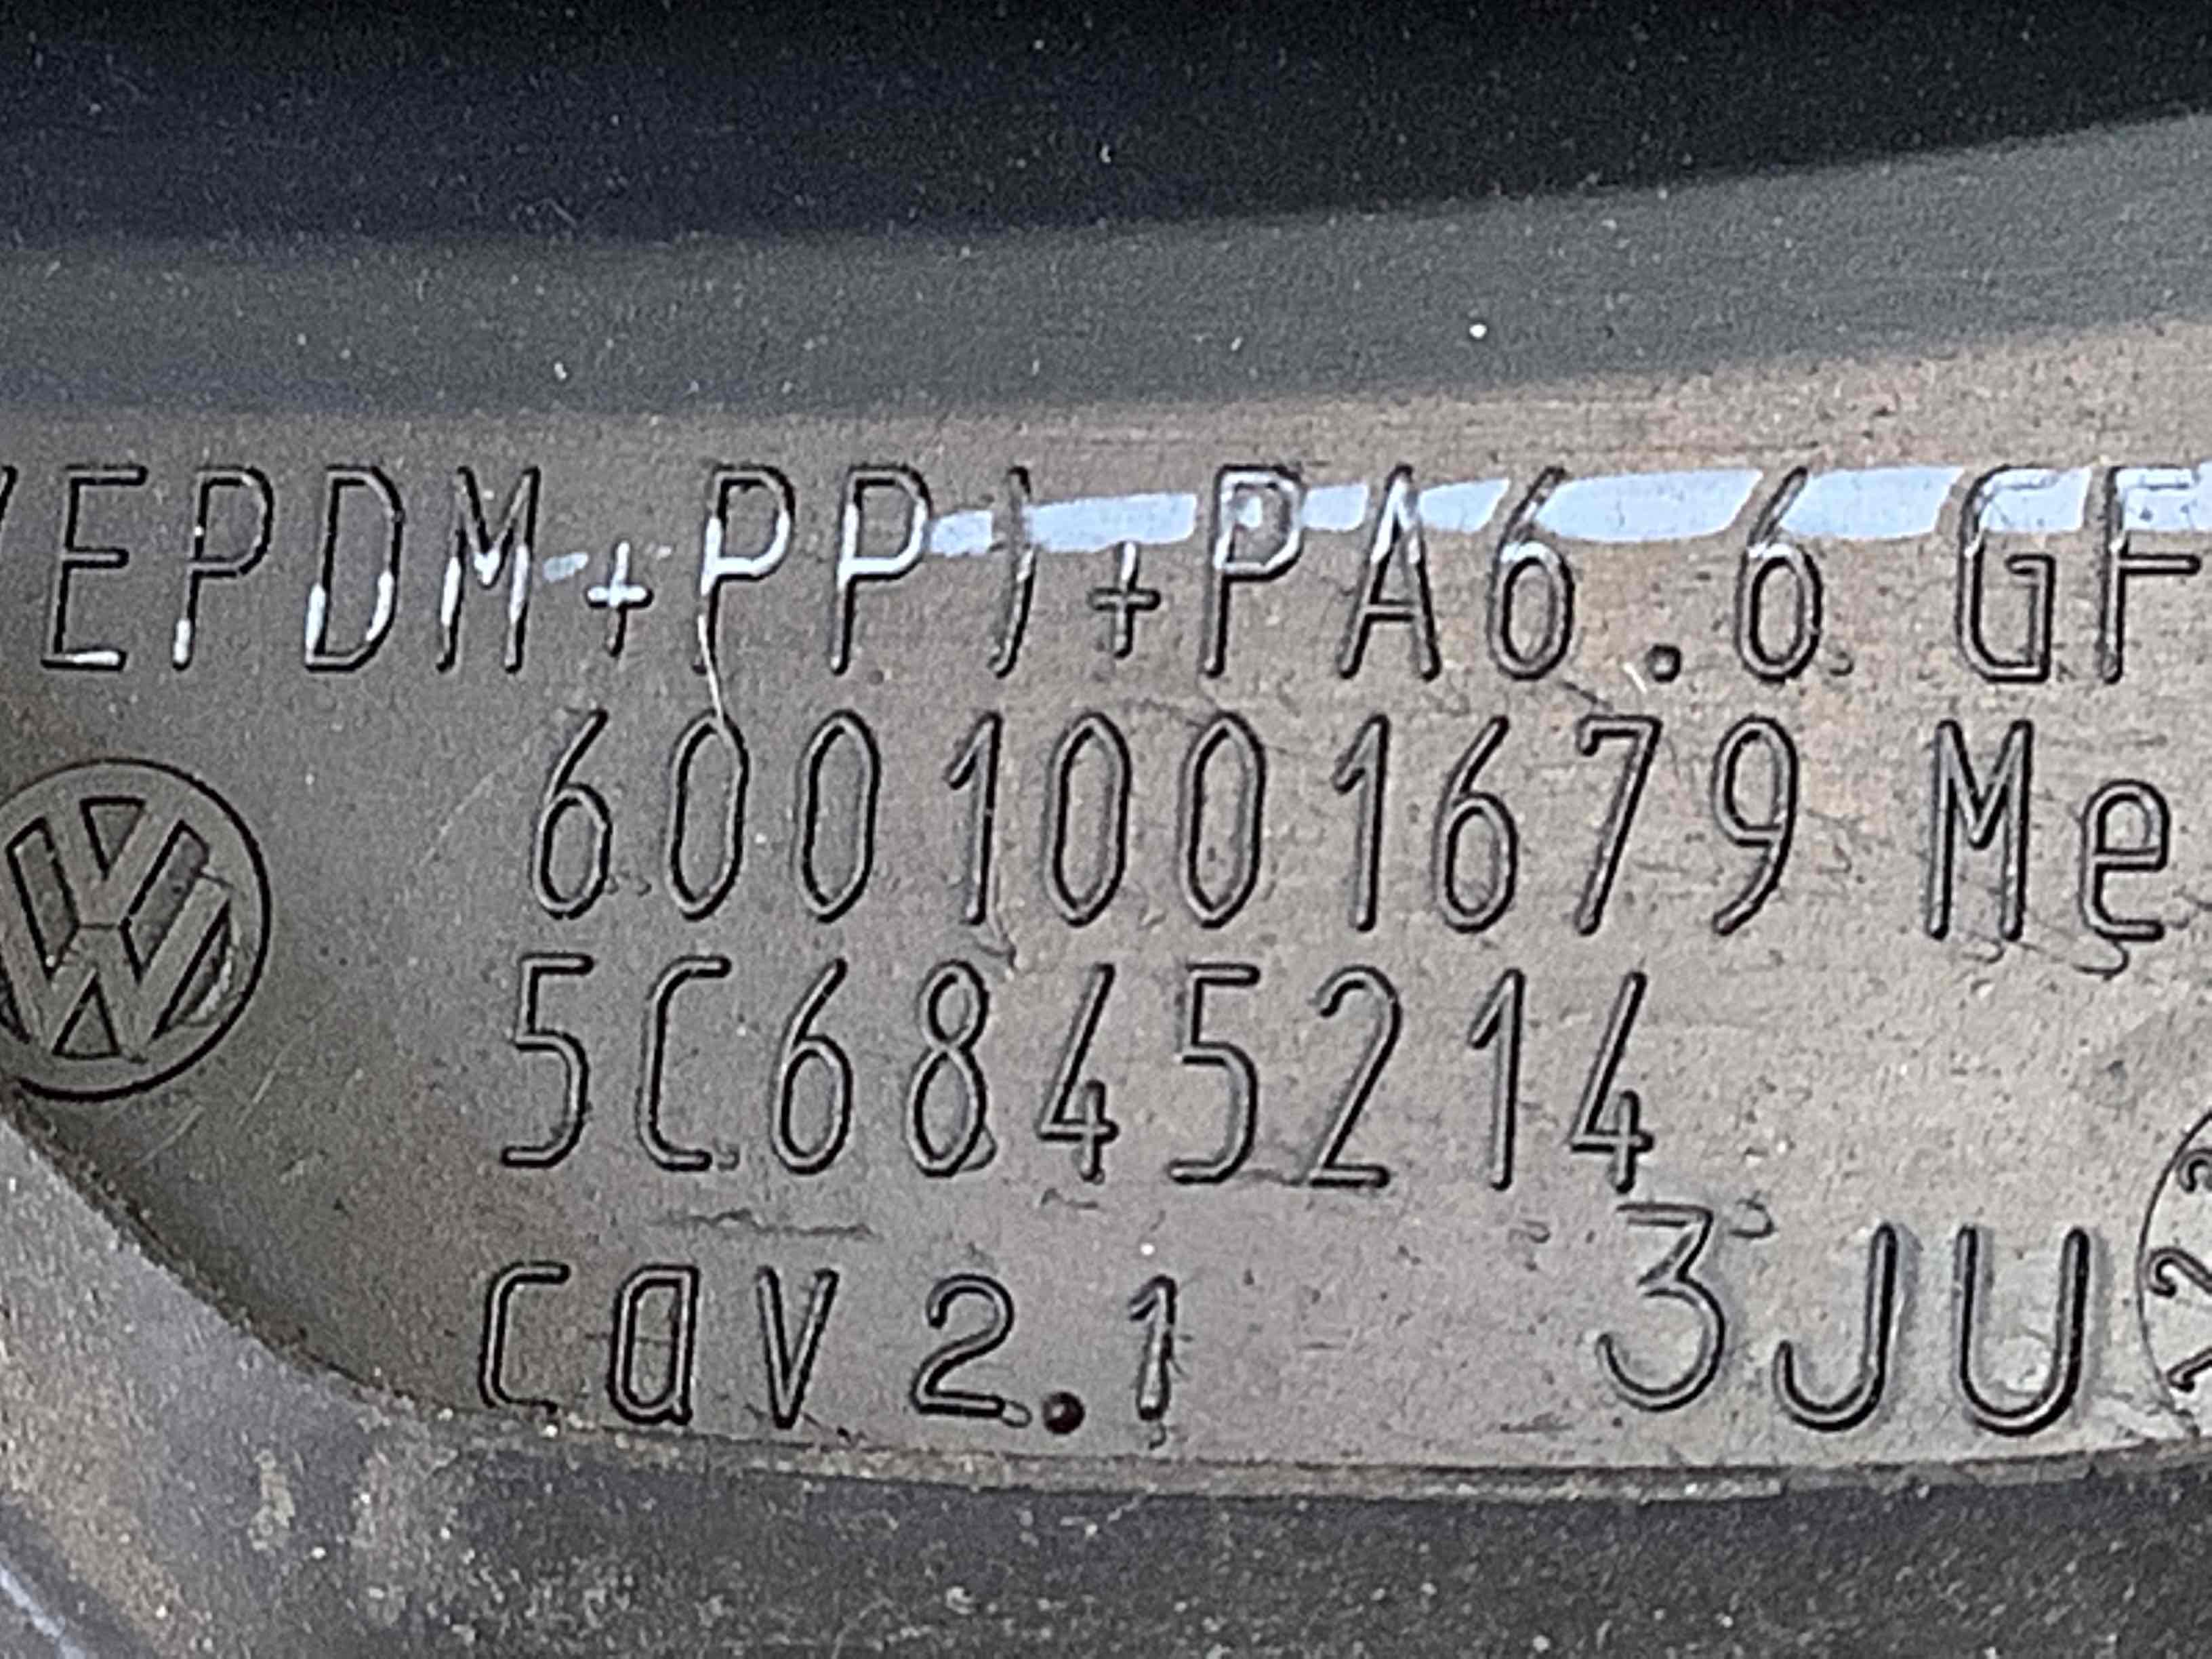 EPDM+PP)+PA6.6 GF
6001001679 Me
5C6845214
cav 2.1 3JU